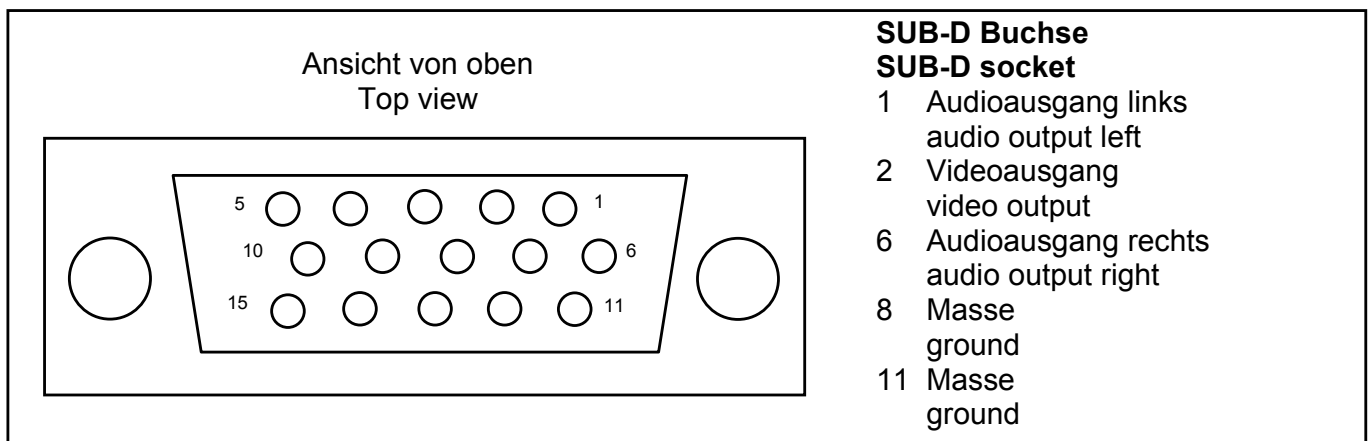 Ansicht von oben
Top view
5 1
10 6
15 11
SUB-D Buchse
SUB-D socket
1 Audioausgang links
audio output left
2 Videoausgang
video output
6 Audioausgang rechts
audio output right
8 Masse
ground
11 Masse
ground